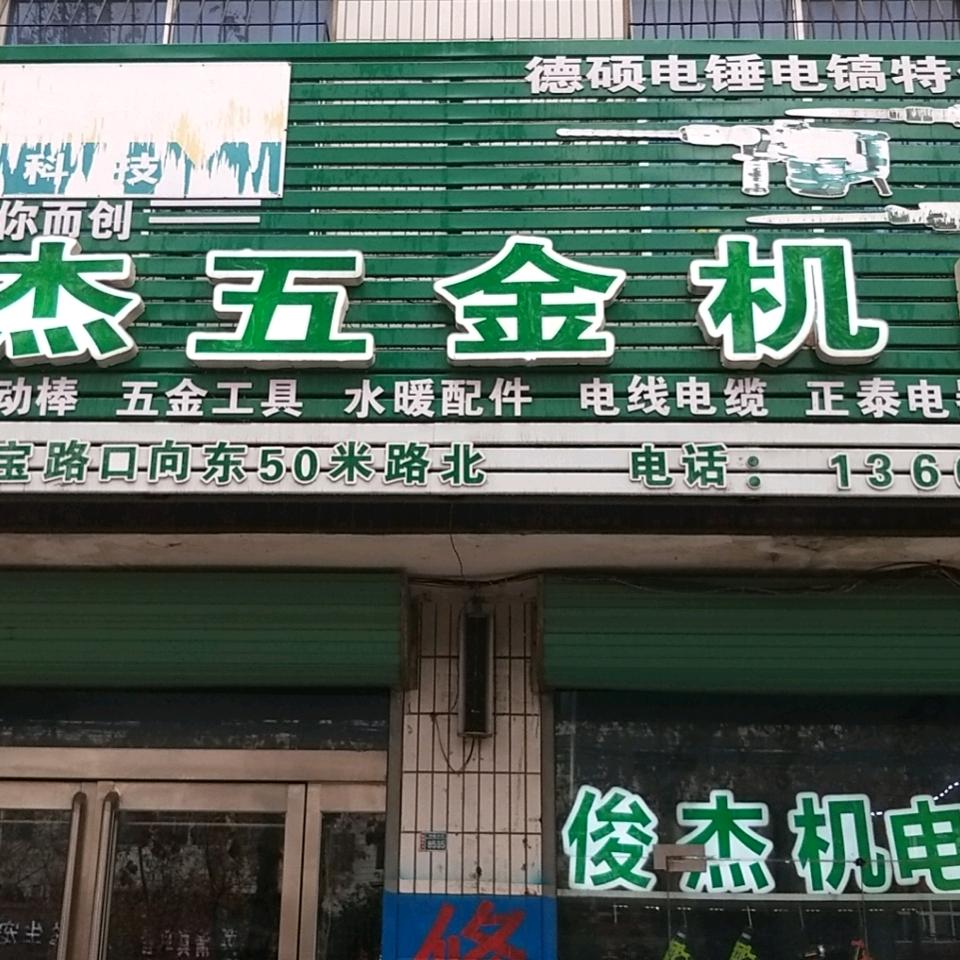 德硕电锤电镐特
科技
你而创
杰五金机
动棒 五金工具 水暖配件 电线电缆 正泰电
宝路口向东50米路北 电话：136
俊杰机电
8535
修